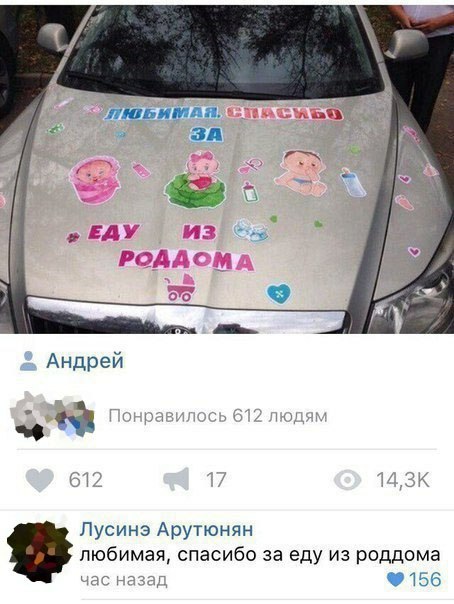 ЛЮБИМАЯ, СПАСИБО
ЗА
ЕДУ ИЗ
РОДДОМА
Андрей
Понравилось 612 людям
612 17 14,3К
Лусинэ Арутюнян
любимая, спасибо за еду из роддома
час назад 156